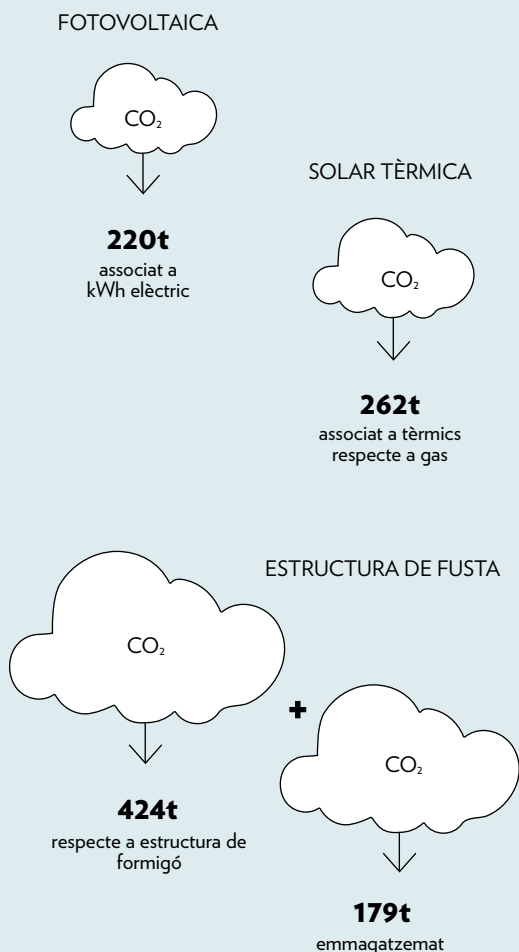 FOTOVOLTAICA
CO₂
220t
associat a
kWh elèctric
SOLAR TÈRMICA
CO₂
262t
associat a tèrmics
respecte a gas
ESTRUCTURA DE FUSTA
CO₂
424t
respecte a estructura de
formigó
+
CO₂
179t
emmagatzemat